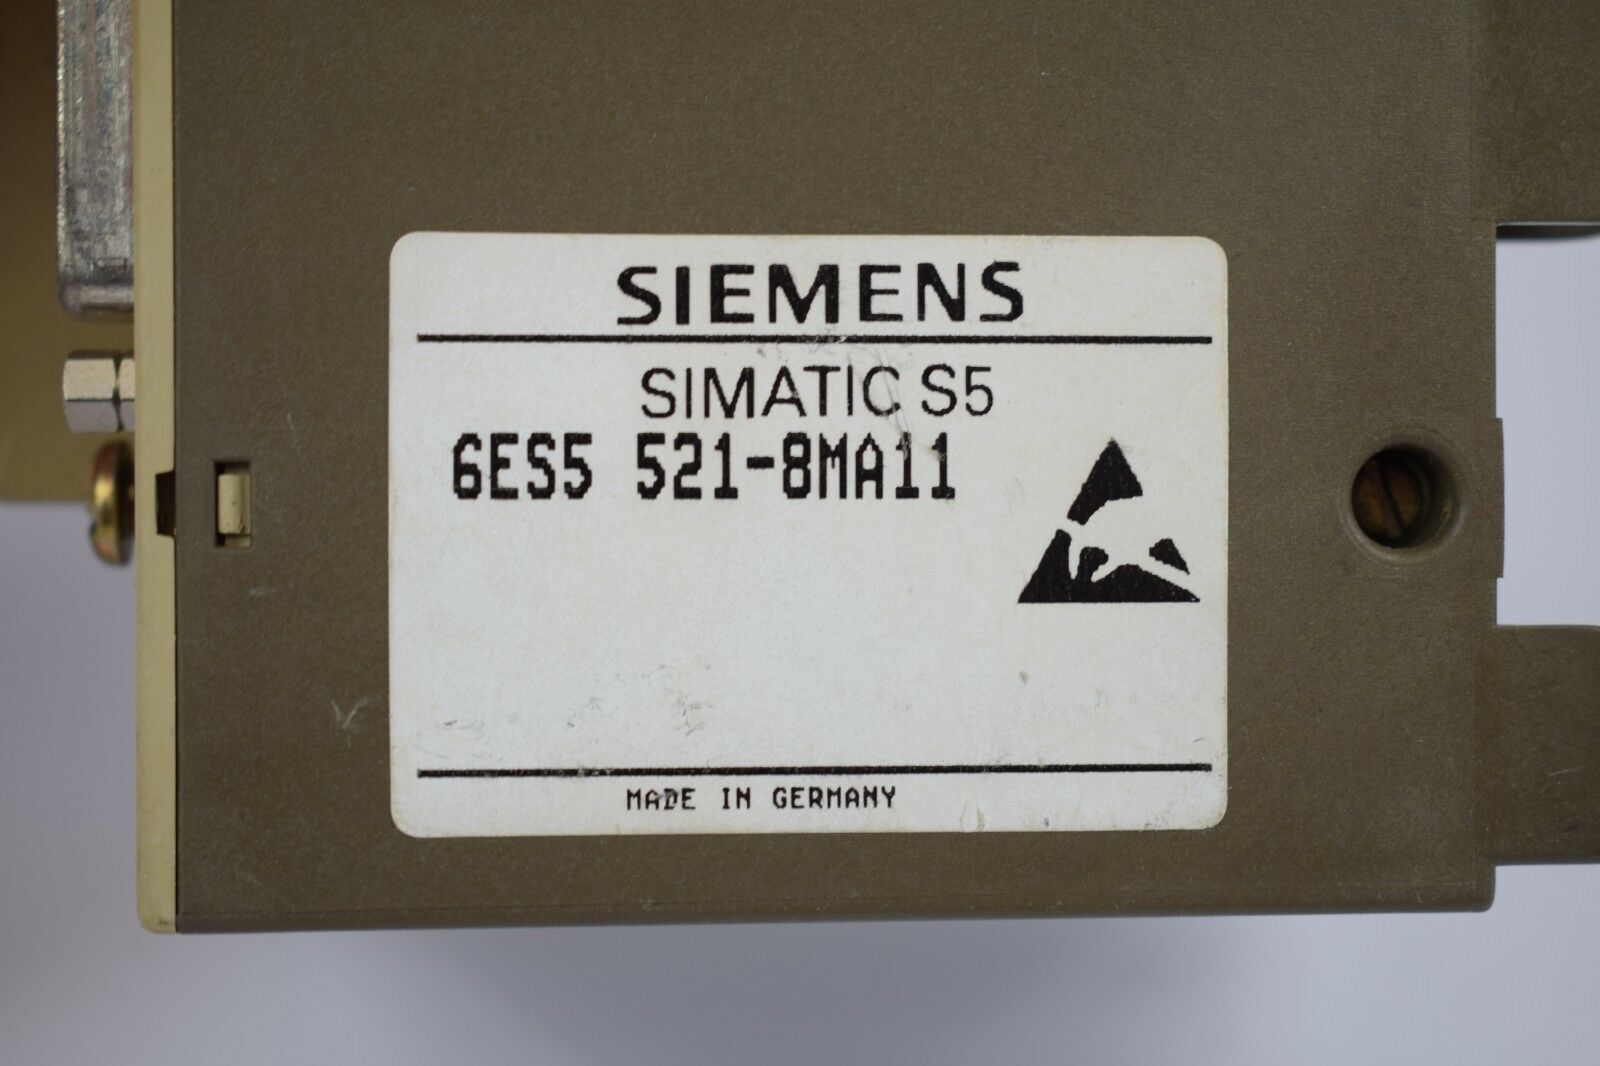 SIEMENS
SIMATIC S5
6ES5 521-8MA11
MADE IN GERMANY